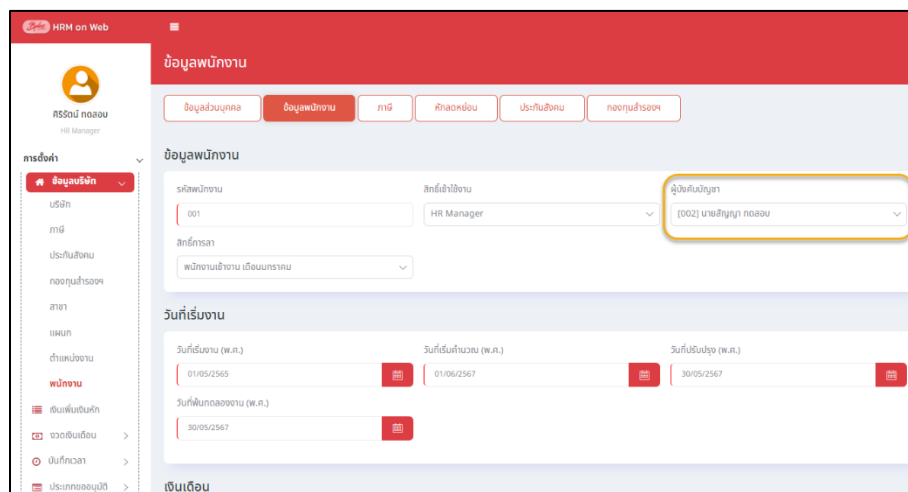 Byte HRM on Web
ศิริรัตน์ ทดสอบ
HR Manager
การตั้งค่า
ข้อมูลบริษัท
บริษัท
ภาษี
ประกันสังคม
กองทุนสำรองฯ
สาขา
แผนก
ตำแหน่งงาน
พนักงาน
เงินเพิ่มเงินหัก
งวดเงินเดือน
บันทึกเวลา
ประเภทขออนุมัติ
ข้อมูลพนักงาน
ข้อมูลส่วนบุคคล ข้อมูลพนักงาน ภาษี หักลดหย่อน ประกันสังคม กองทุนสำรองฯ
ข้อมูลพนักงาน
รหัสพนักงาน สิทธิ์เข้าใช้งาน ผู้บังคับบัญชา
001 HR Manager [002] นายสัญญา ทดสอบ
สิทธิ์การลา
พนักงานเข้างาน เดือนมกราคม
วันที่เริ่มงาน
วันที่เริ่มงาน (พ.ศ.) วันที่เริ่มคำนวณ (พ.ศ.) วันที่ปรับปรุง (พ.ศ.)
01/05/2565 01/06/2567 30/05/2567
วันที่พ้นทดลองงาน (พ.ศ.)
30/05/2567
เงินเดือน